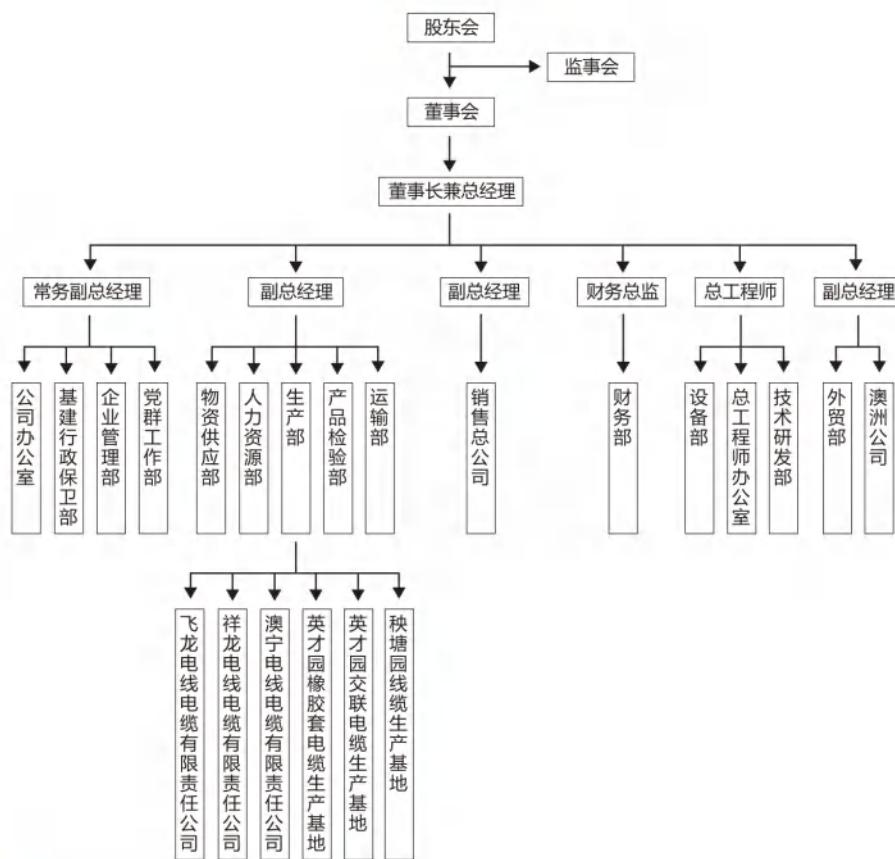 股东会
监事会
董事会
董事长兼总经理
常务副总经理
副总经理
副总经理
财务总监
总工程师
副总经理
公司办公室
基建行政保卫部
企业管理部
党群工作部
物资供应部
人力资源部
生产部
产品检验部
运输部
销售总公司
财务部
设备部
总工程师办公室
技术研发部
外贸部
澳洲公司
飞龙电线电缆有限责任公司
祥龙电线电缆有限责任公司
澳宁电线电缆有限责任公司
英才园橡胶套电缆生产基地
英才园交联电缆生产基地
秧塘园线缆生产基地